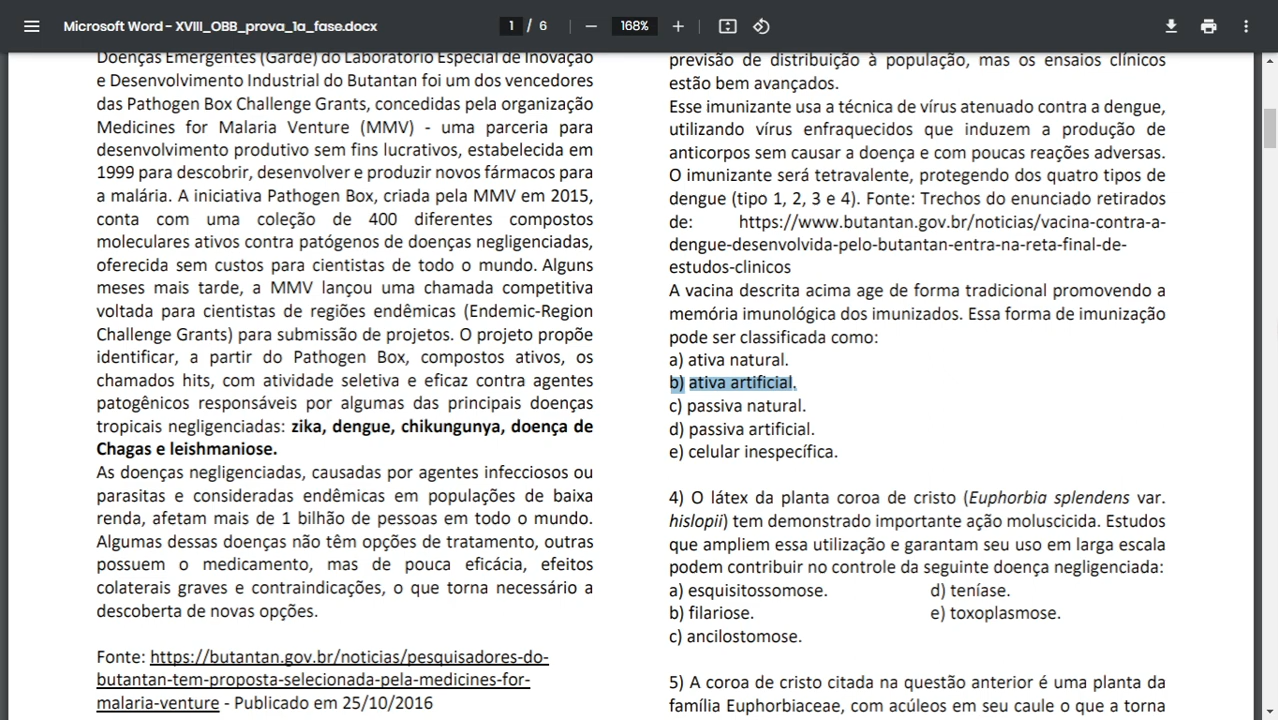 Microsoft Word - XVIII_OBB_prova_1a_fase.docx
1 / 6
168%
Doenças Emergentes (Garde) do Laboratório Especial de Inovação
e Desenvolvimento Industrial do Butantan foi um dos vencedores
das Pathogen Box Challenge Grants, concedidas pela organização
Medicines for Malaria Venture (MMV) - uma parceria para
desenvolvimento produtivo sem fins lucrativos, estabelecida em
1999 para descobrir, desenvolver e produzir novos fármacos para
a malária. A iniciativa Pathogen Box, criada pela MMV em 2015,
conta com uma coleção de 400 diferentes compostos
moleculares ativos contra patógenos de doenças negligenciadas,
oferecida sem custos para cientistas de todo o mundo. Alguns
meses mais tarde, a MMV lançou uma chamada competitiva
voltada para cientistas de regiões endêmicas (Endemic-Region
Challenge Grants) para submissão de projetos. O projeto propõe
identificar, a partir do Pathogen Box, compostos ativos, os
chamados hits, com atividade seletiva e eficaz contra agentes
patogênicos responsáveis por algumas das principais doenças
tropicais negligenciadas: zika, dengue, chikungunya, doença de
Chagas e leishmaniose.
As doenças negligenciadas, causadas por agentes infecciosos ou
parasitas e consideradas endêmicas em populações de baixa
renda, afetam mais de 1 bilhão de pessoas em todo o mundo.
Algumas dessas doenças não têm opções de tratamento, outras
possuem o medicamento, mas de pouca eficácia, efeitos
colaterais graves e contraindicações, o que torna necessário a
descoberta de novas opções.
Fonte: https://butantan.gov.br/noticias/pesquisadores-do-
butantan-tem-proposta-selecionada-pela-medicines-for-
malaria-venture - Publicado em 25/10/2016
previsão de distribuição à população, mas os ensaios clínicos
estão bem avançados.
Esse imunizante usa a técnica de vírus atenuado contra a dengue,
utilizando vírus enfraquecidos que induzem a produção de
anticorpos sem causar a doença e com poucas reações adversas.
O imunizante será tetravalente, protegendo dos quatro tipos de
dengue (tipo 1, 2, 3 e 4). Fonte: Trechos do enunciado retirados
de: https://www.butantan.gov.br/noticias/vacina-contra-a-
dengue-desenvolvida-pelo-butantan-entra-na-reta-final-de-
estudos-clinicos
A vacina descrita acima age de forma tradicional promovendo a
memória imunológica dos imunizados. Essa forma de imunização
pode ser classificada como:
a) ativa natural.
b) ativa artificial.
c) passiva natural.
d) passiva artificial.
e) celular inespecífica.
4) O látex da planta coroa de cristo (Euphorbia splendens var.
hislopii) tem demonstrado importante ação moluscicida. Estudos
que ampliem essa utilização e garantam seu uso em larga escala
podem contribuir no controle da seguinte doença negligenciada:
a) esquisitossomose. d) teníase.
b) filariose. e) toxoplasmose.
c) ancilostomose.
5) A coroa de cristo citada na questão anterior é uma planta da
família Euphorbiaceae, com acúleos em seu caule o que a torna